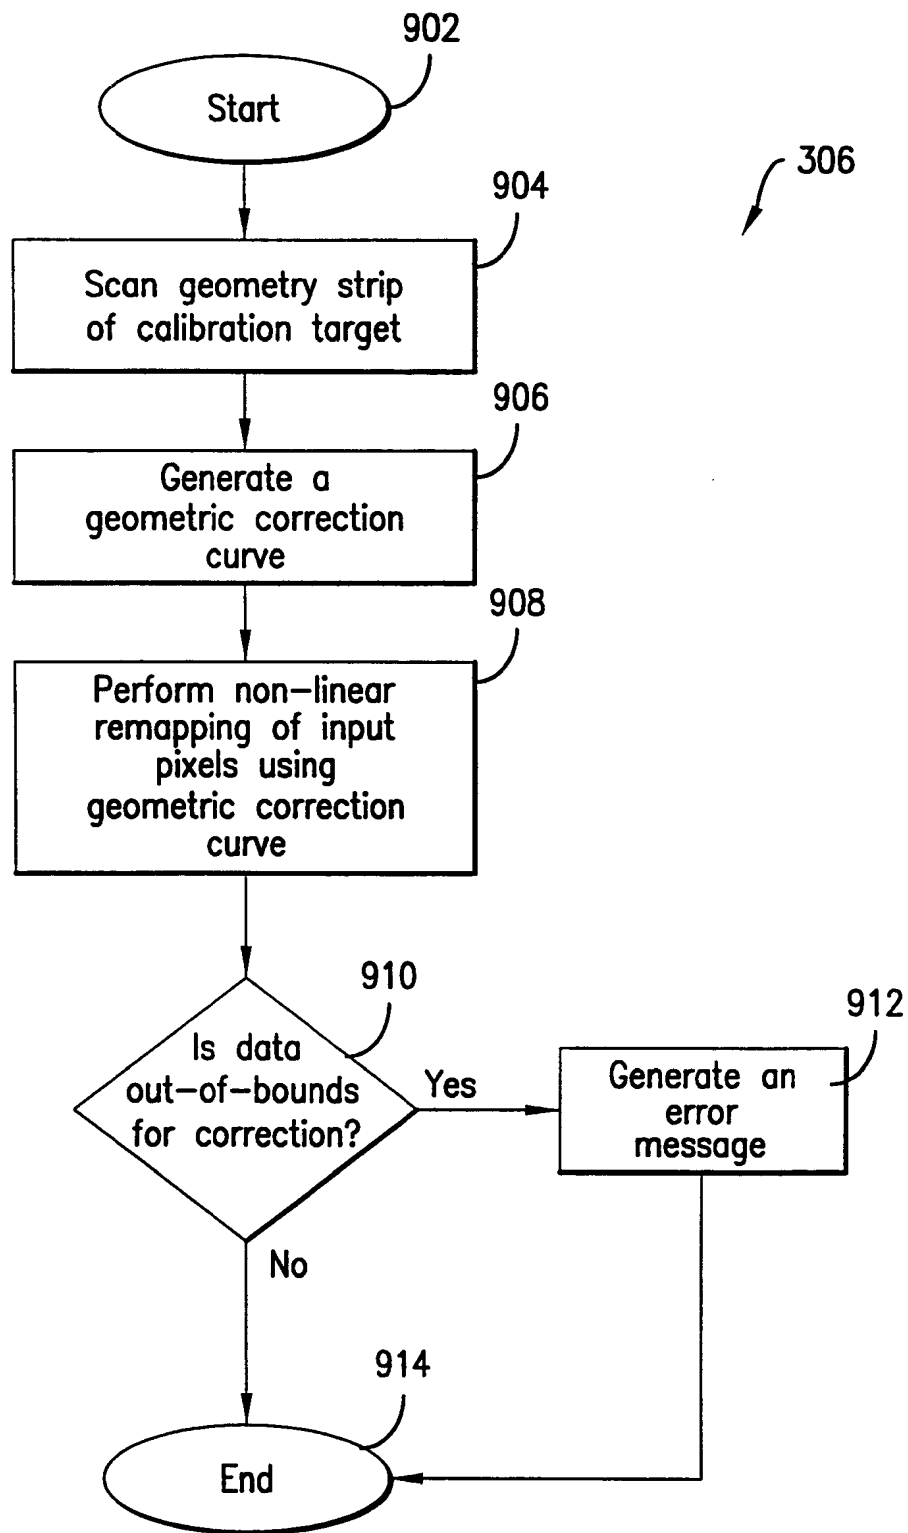 902
Start
306
904
Scan geometry strip
of calibration target
906
Generate a
geometric correction
curve
908
Perform non-linear
remapping of input
pixels using
geometric correction
curve
910
Is data
out-of-bounds
for correction?
Yes
912
Generate an
error
message
No
914
End